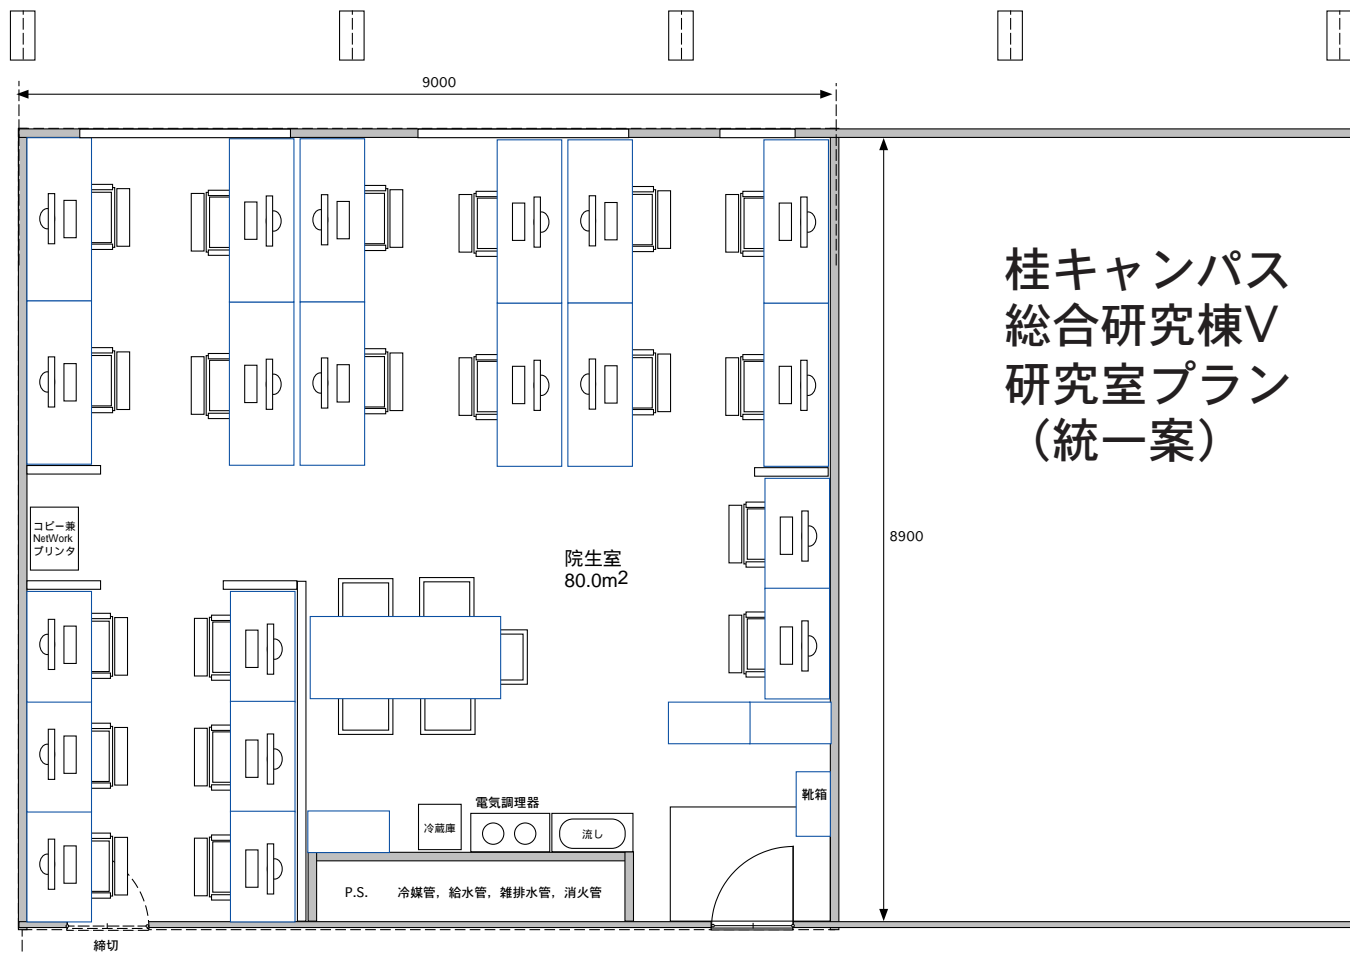 9000
桂キャンパス
総合研究棟V
研究室プラン
（統一案）
8900
コピー兼
NetWork
プリンタ
院生室
80.0m2
靴箱
電気調理器
冷蔵庫
流し
P.S. 冷媒管，給水管，雑排水管，消火管
締切